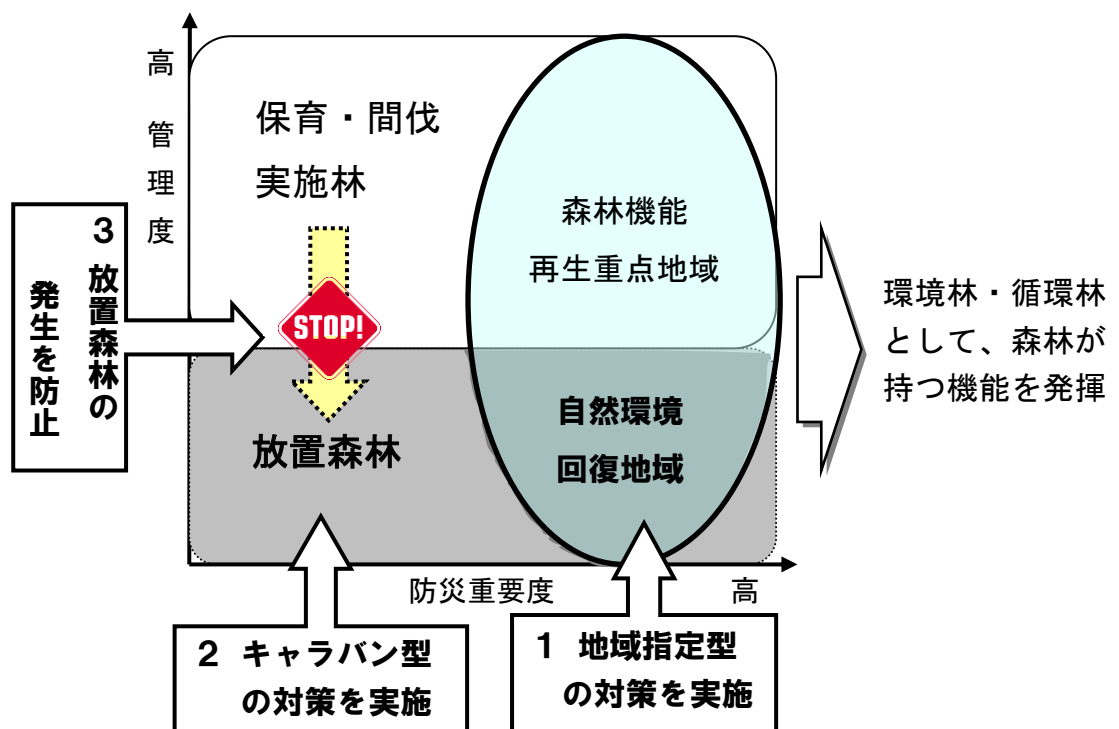 高
管
理
度
保育・間伐
実施林
森林機能
再生重点地域
3 放置森林の
発生を防止
STOP!
環境林・循環林
として、森林が
持つ機能を発揮
放置森林
自然環境
回復地域
防災重要度
高
2 キャラバン型
の対策を実施
1 地域指定型
の対策を実施